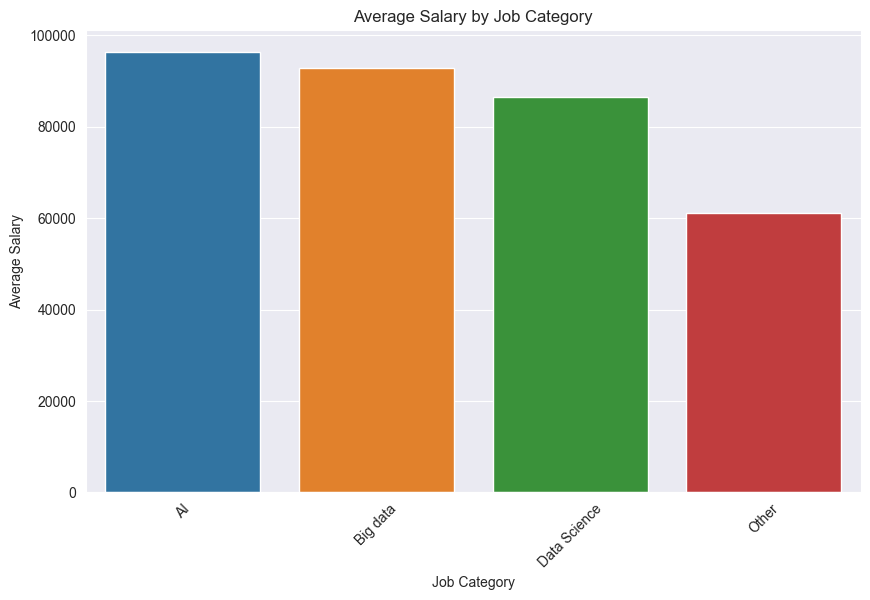 Average Salary by Job Category
100000
80000
60000
40000
20000
0
Average Salary
AI
Big data
Data Science
Other
Job Category